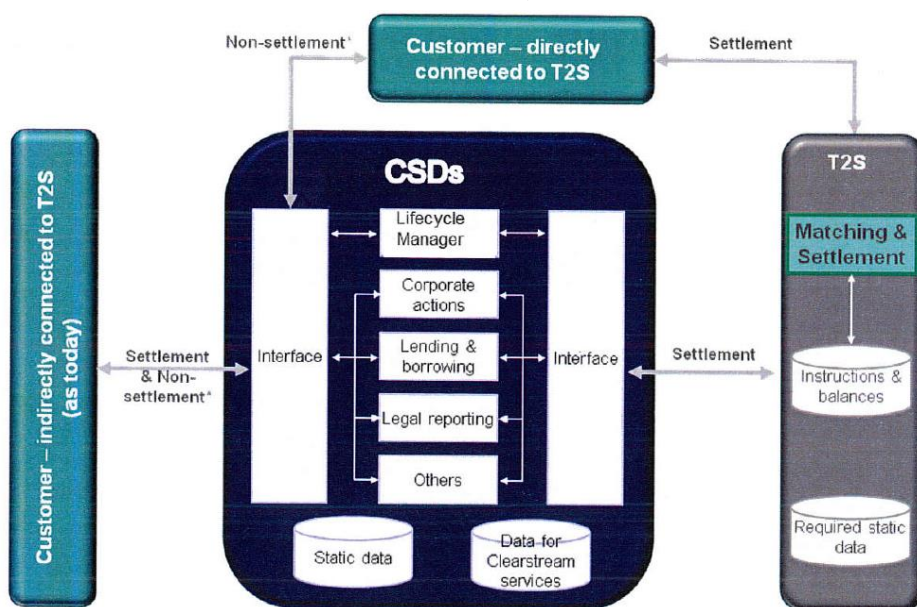 Non-settlement*
Customer – directly
connected to T2S
Settlement
Customer – indirectly connected to T2S
(as today)
CSDs
T2S
Lifecycle
Manager
Matching &
Settlement
Corporate
actions
Settlement
& Non-
settlement*
Interface
Lending &
borrowing
Interface
Settlement
Instructions &
balances
Legal reporting
Others
Static data
Data for
Clearstream
services
Required static
data